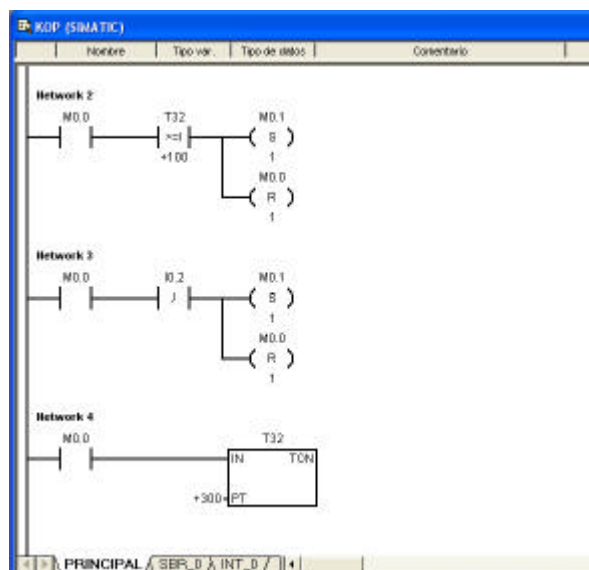 KOP (SIMATIC)
Nombre Tipo var. Tipo de datos Comentario
Network 2
M0.0 T32 M0.1
>=I S
+100 1
M0.0
R
1
Network 3
M0.0 I0.2 M0.1
/ S
1
M0.0
R
1
Network 4
M0.0 T32
IN TON
+300 PT
PRINCIPAL SBR_0 INT_0